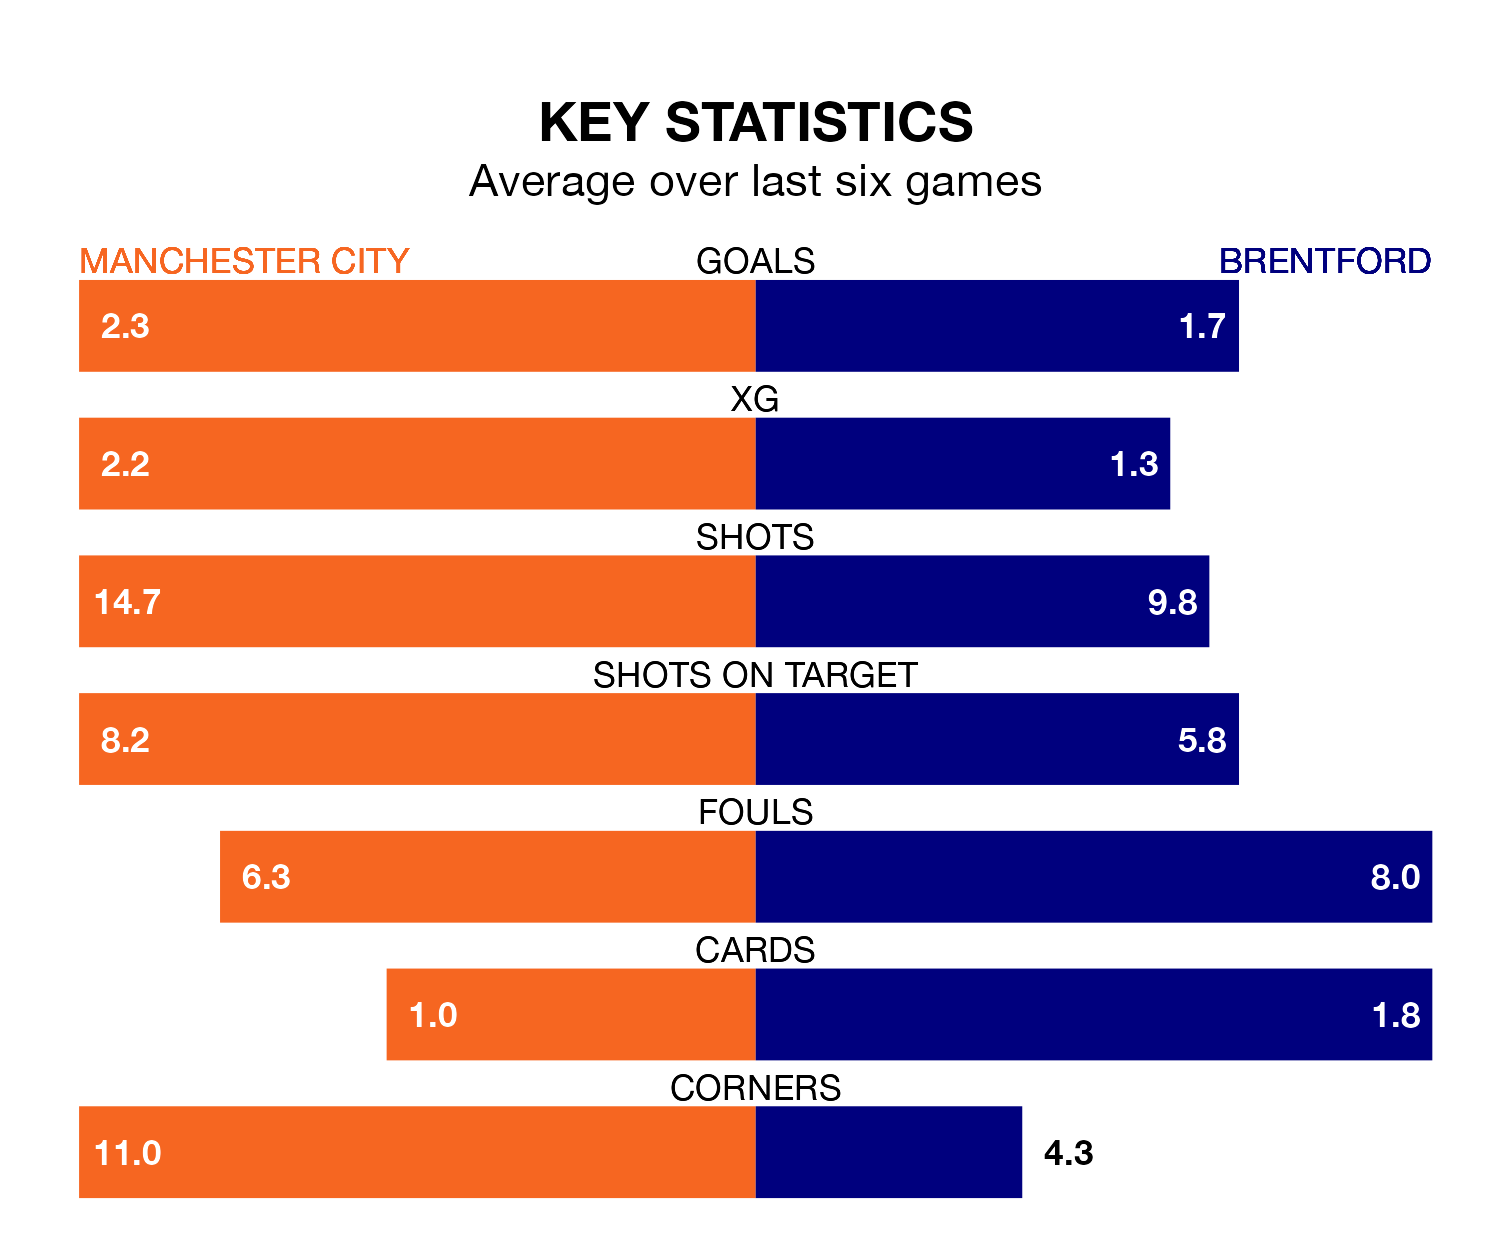 KEY STATISTICS
Average over last six games
MANCHESTER CITY GOALS BRENTFORD
2.3 1.7
XG
2.2 1.3
SHOTS
14.7 9.8
SHOTS ON TARGET
8.2 5.8
FOULS
6.3 8.0
CARDS
1.0 1.8
CORNERS
11.0 4.3